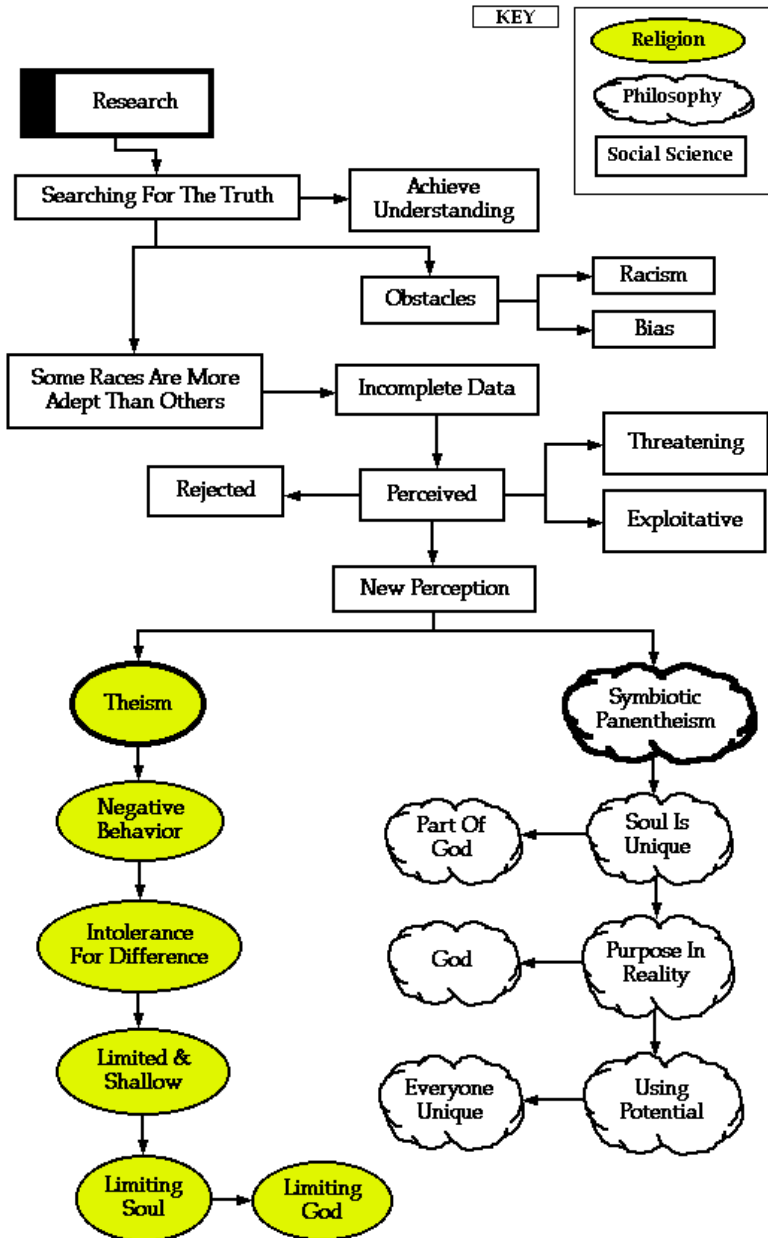 KEY
Religion
Philosophy
Social Science
Research
Searching For The Truth
Achieve
Understanding
Obstacles
Racism
Bias
Some Races Are More
Adept Than Others
Incomplete Data
Threatening
Rejected
Perceived
Exploitative
New Perception
Theism
Symbiotic
Panentheism
Negative
Behavior
Part Of
God
Soul Is
Unique
Intolerance
For Difference
God
Purpose In
Reality
Limited &
Shallow
Everyone
Unique
Using
Potential
Limiting
Soul
Limiting
God